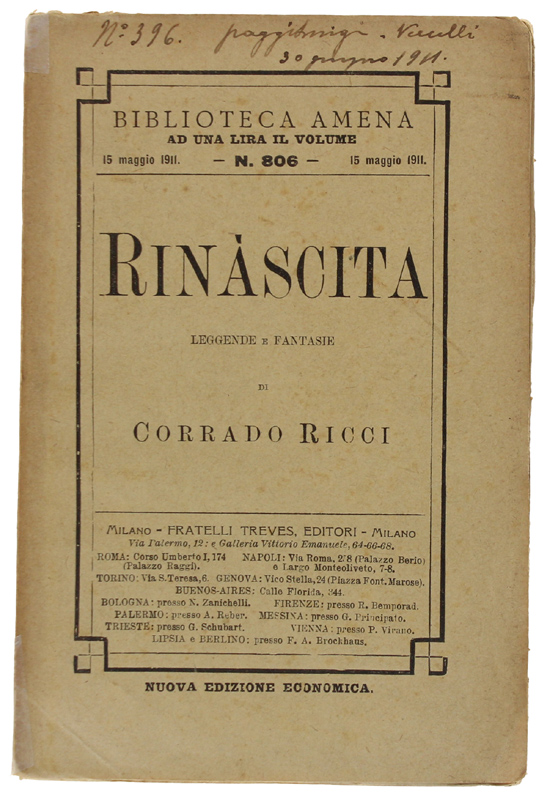 Nº 396.
30 giugno 1911.
BIBLIOTECA AMENA
AD UNA LIRA IL VOLUME
15 maggio 1911. — N. 806 — 15 maggio 1911.
RINÀSCITA
LEGGENDE E FANTASIE
DI
CORRADO RICCI
MILANO - FRATELLI TREVES, EDITORI - MILANO
Via Palermo, 12; e Galleria Vittorio Emanuele, 64-66-68.
ROMA: Corso Umberto I, 174 NAPOLI: Via Roma, 258 (Palazzo Berio)
(Palazzo Raggi). e Largo Monteoliveto, 7-8.
TORINO: Via S. Teresa, 6. GENOVA: Vico Stella, 24 (Piazza Font. Marose).
BUENOS-AIRES: Calle Florida, 344.
BOLOGNA: presso N. Zanichelli. FIRENZE: presso R. Bemporad.
PALERMO: presso A. Reber. MESSINA: presso G. Principato.
TRIESTE: presso G. Schubart. VIENNA: presso P. Virano.
LIPSIA e BERLINO: presso F. A. Brockhaus.
NUOVA EDIZIONE ECONOMICA.